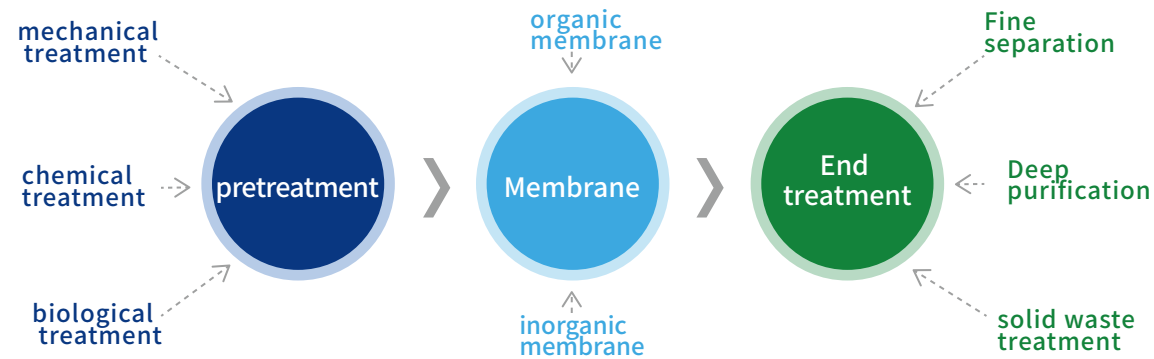 mechanical
treatment
chemical
treatment
biological
treatment
pretreatment
organic
membrane
Membrane
inorganic
membrane
Fine
separation
End
treatment
Deep
purification
solid waste
treatment